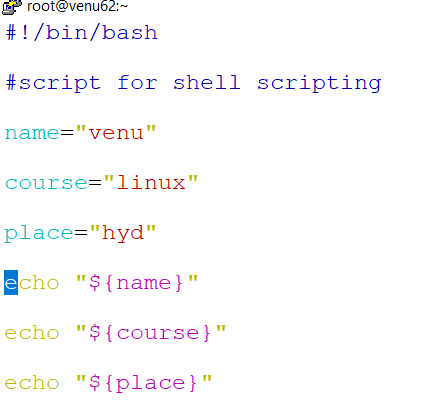 root@venu62:~
#!/bin/bash
#script for shell scripting
name="venu"
course="linux"
place="hyd"
echo "${name}"
echo "${course}"
echo "${place}"